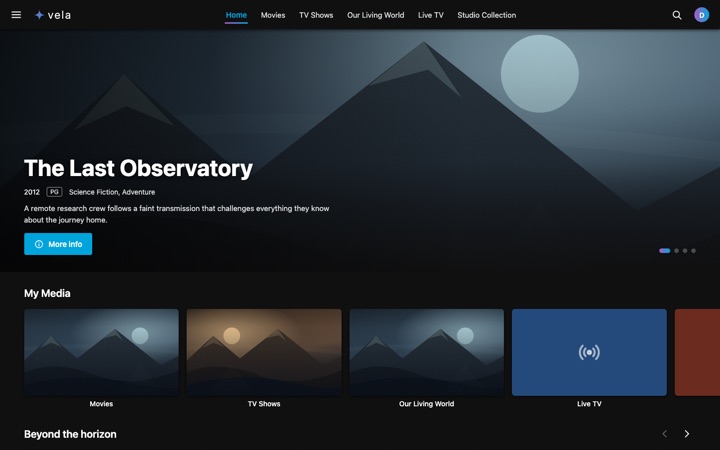 vela
Home Movies TV Shows Our Living World Live TV Studio Collection
D
The Last Observatory
2012 PG Science Fiction, Adventure
A remote research crew follows a faint transmission that challenges everything they know
about the journey home.
More info
My Media
Movies
TV Shows
Our Living World
Live TV
Beyond the horizon